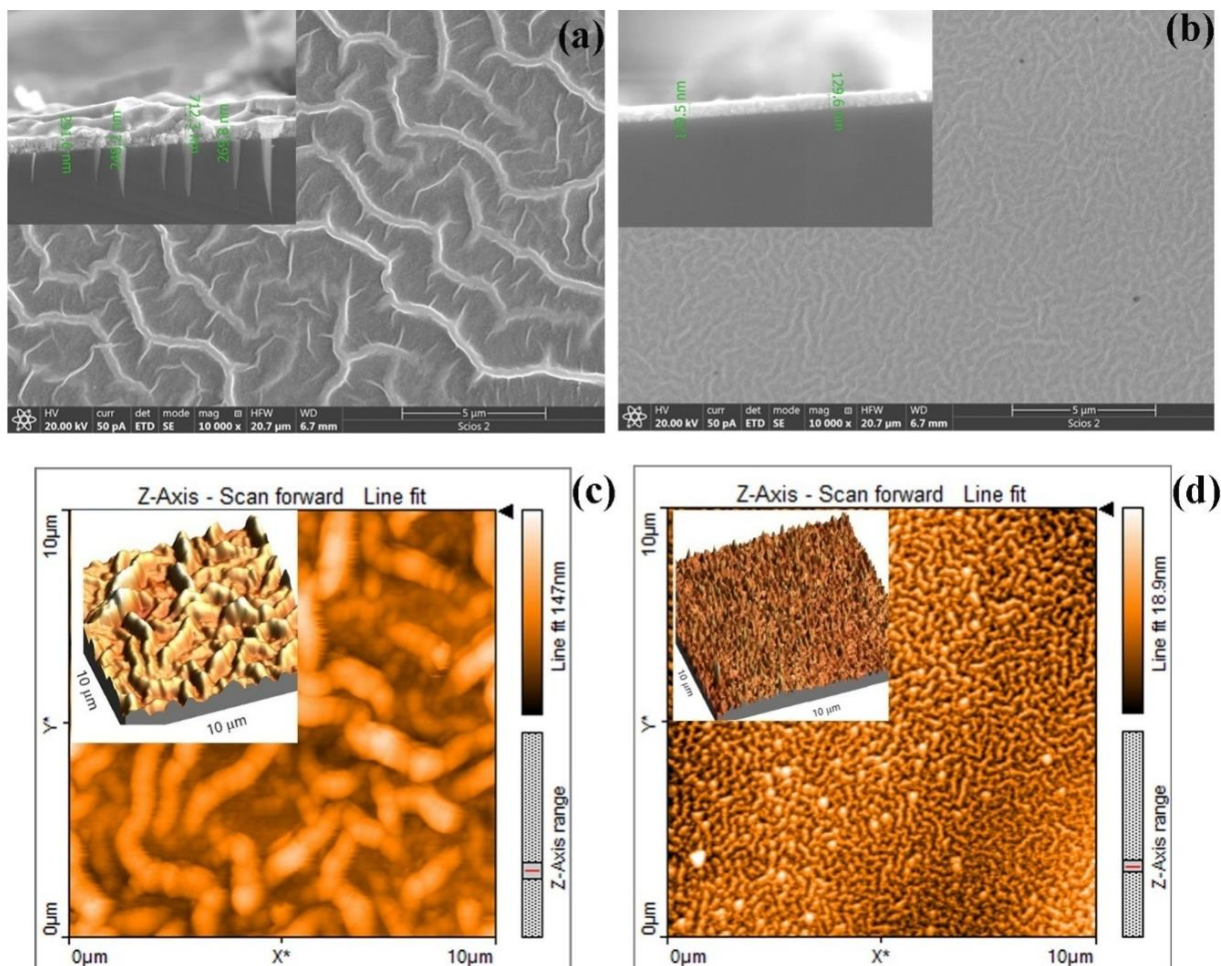 (a)
712.2 nm
(b)
129.6 nm
HV curr det mode mag HFW WD 5 µm
20.00 kV 50 pA ETD SE 10 000 x 20.7 µm 6.7 mm Scios 2
HV curr det mode mag HFW WD 5 µm
20.00 kV 50 pA ETD SE 10 000 x 20.7 µm 6.7 mm Scios 2
Z-Axis - Scan forward Line fit
(c)
10µm
Y*
0µm
0µm X* 10µm
10 µm
10 µm
Line fit 147nm
Z-Axis range
Z-Axis - Scan forward Line fit
(d)
10µm
Y*
0µm
0µm X* 10µm
10 µm
10 µm
Line fit 18.9nm
Z-Axis range